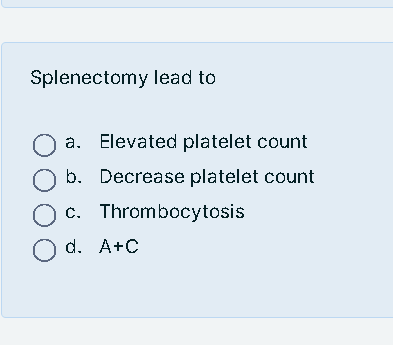 Splenectomy lead to
a. Elevated platelet count
b. Decrease platelet count
c. Thrombocytosis
d. A+C